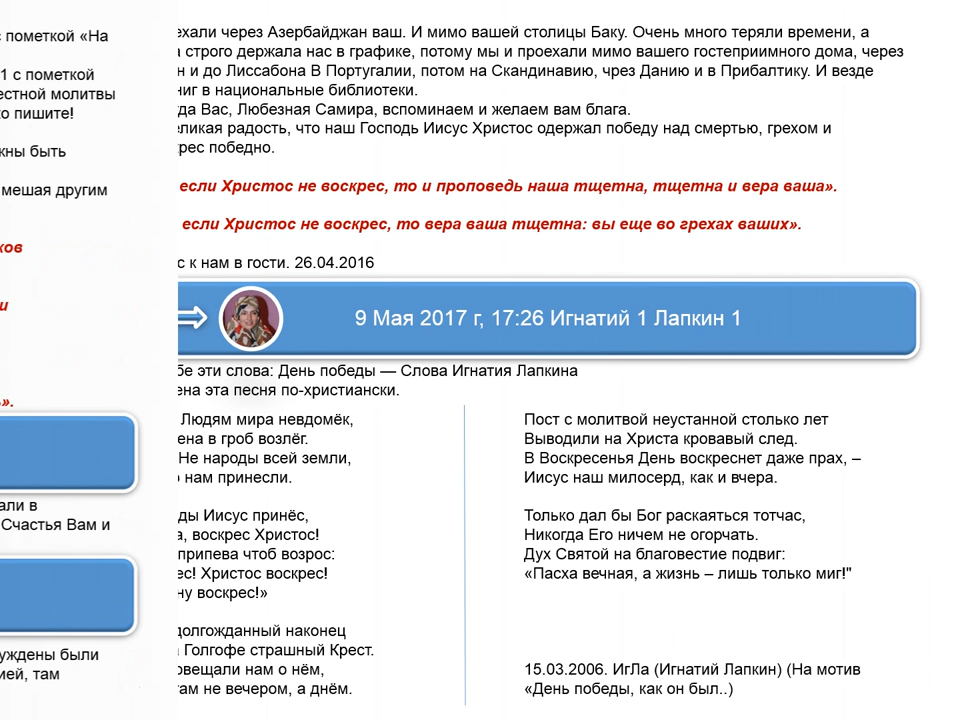 с пометкой «На
1 с пометкой
естной молитвы
ко пишите!
жны быть
мешая другим
ков
и
».
али в
Счастья Вам и
уждены были
ией, там
ехали через Азербайджан ваш. И мимо вашей столицы Баку. Очень много теряли времени, а
а строго держала нас в графике, потому мы и проехали мимо вашего гостеприимного дома, через
н и до Лиссабона В Португалии, потом на Скандинавию, чрез Данию и в Прибалтику. И везде
ниг в национальные библиотеки.
да Вас, Любезная Самира, вспоминаем и желаем вам блага.
еликая радость, что наш Господь Иисус Христос одержал победу над смертью, грехом и
крес победно.
если Христос не воскрес, то и проповедь наша тщетна, тщетна и вера ваша».
если Христос не воскрес, то вера ваша тщетна: вы еще во грехах ваших».
с к нам в гости. 26.04.2016
9 Мая 2017 г, 17:26 Игнатий 1 Лапкин 1
бе эти слова: День победы — Слова Игнатия Лапкина
ена эта песня по-христиански.
Людям мира невдомёк,
ена в гроб возлёг.
Не народы всей земли,
о нам принесли.
ды Иисус принёс,
а, воскрес Христос!
припева чтоб возрос:
ес! Христос воскрес!
ну воскрес!»
долгожданный наконец
а Голгофе страшный Крест.
овещали нам о нём,
там не вечером, а днём.
Пост с молитвой неустанной столько лет
Выводили на Христа кровавый след.
В Воскресенья День воскреснет даже прах, –
Иисус наш милосерд, как и вчера.
Только дал бы Бог раскаяться тотчас,
Никогда Его ничем не огорчать.
Дух Святой на благовестие подвиг:
«Пасха вечная, а жизнь – лишь только миг!"
15.03.2006. ИгЛа (Игнатий Лапкин) (На мотив
«День победы, как он был..)